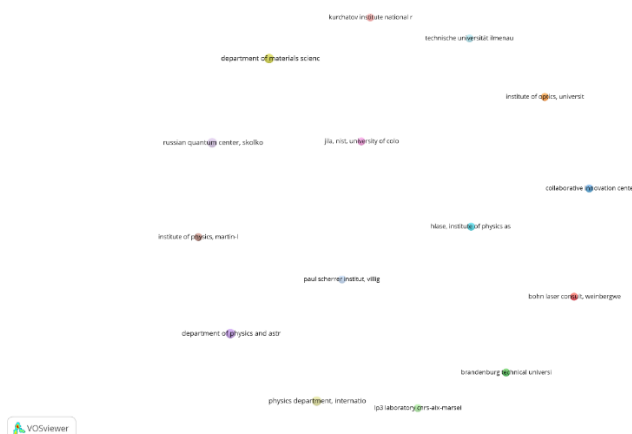 kurchatov institute national r
technische universität ilmenau
department of materials scienc
institute of optics, universit
russian quantum center, skolko
jila, nist, university of colo
collaborative innovation cente
hlase, institute of physics as
institute of physics, martin-l
paul scherrer institut, villig
bohn laser consult, weinbergwe
department of physics and astr
brandenburg technical universi
physics department, internatio
lp3 laboratory cnrs-aix-marsei
VOSviewer